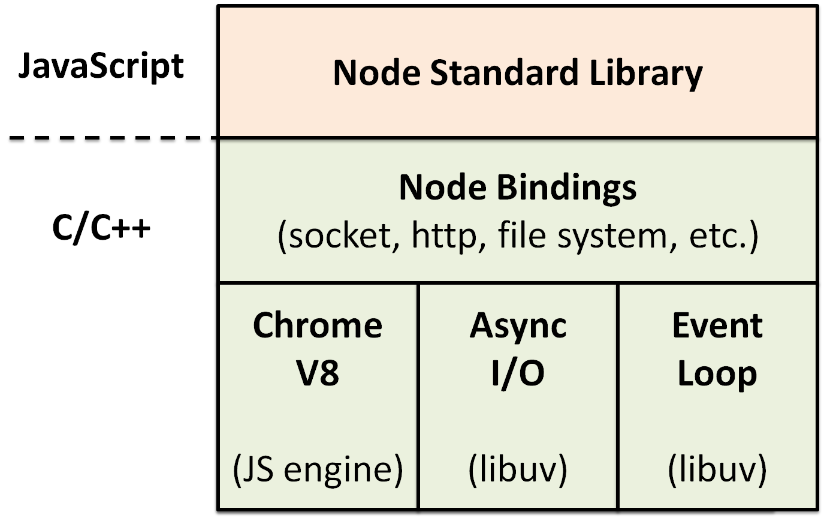 JavaScript
Node Standard Library
C/C++
Node Bindings
(socket, http, file system, etc.)
Chrome
V8
(JS engine)
Async
I/O
(libuv)
Event
Loop
(libuv)